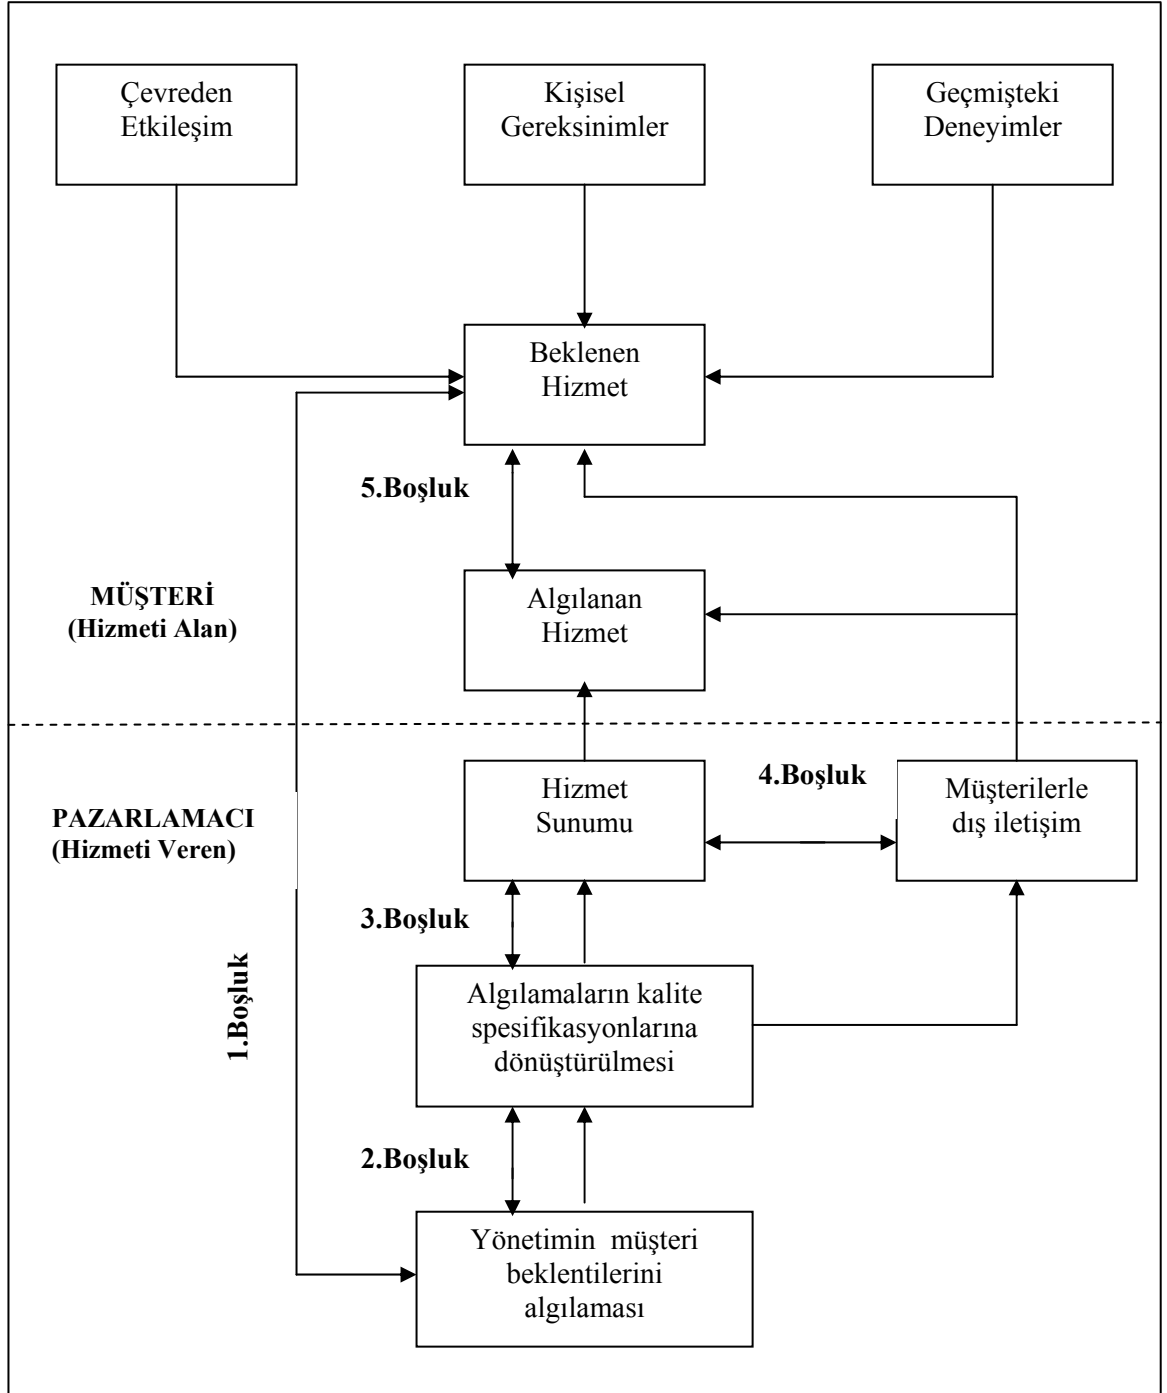 Çevreden
Etkileşim
Kişisel
Gereksinimler
Geçmişteki
Deneyimler
Beklenen
Hizmet
5.Boşluk
MÜŞTERİ
(Hizmeti Alan)
Algılanan
Hizmet
PAZARLAMACI
(Hizmeti Veren)
Hizmet
Sunumu
4.Boşluk
Müşterilerle
dış iletişim
3.Boşluk
1.Boşluk
Algılamaların kalite
spesifikasyonlarına
dönüştürülmesi
2.Boşluk
Yönetimin müşteri
beklentilerini
algılaması